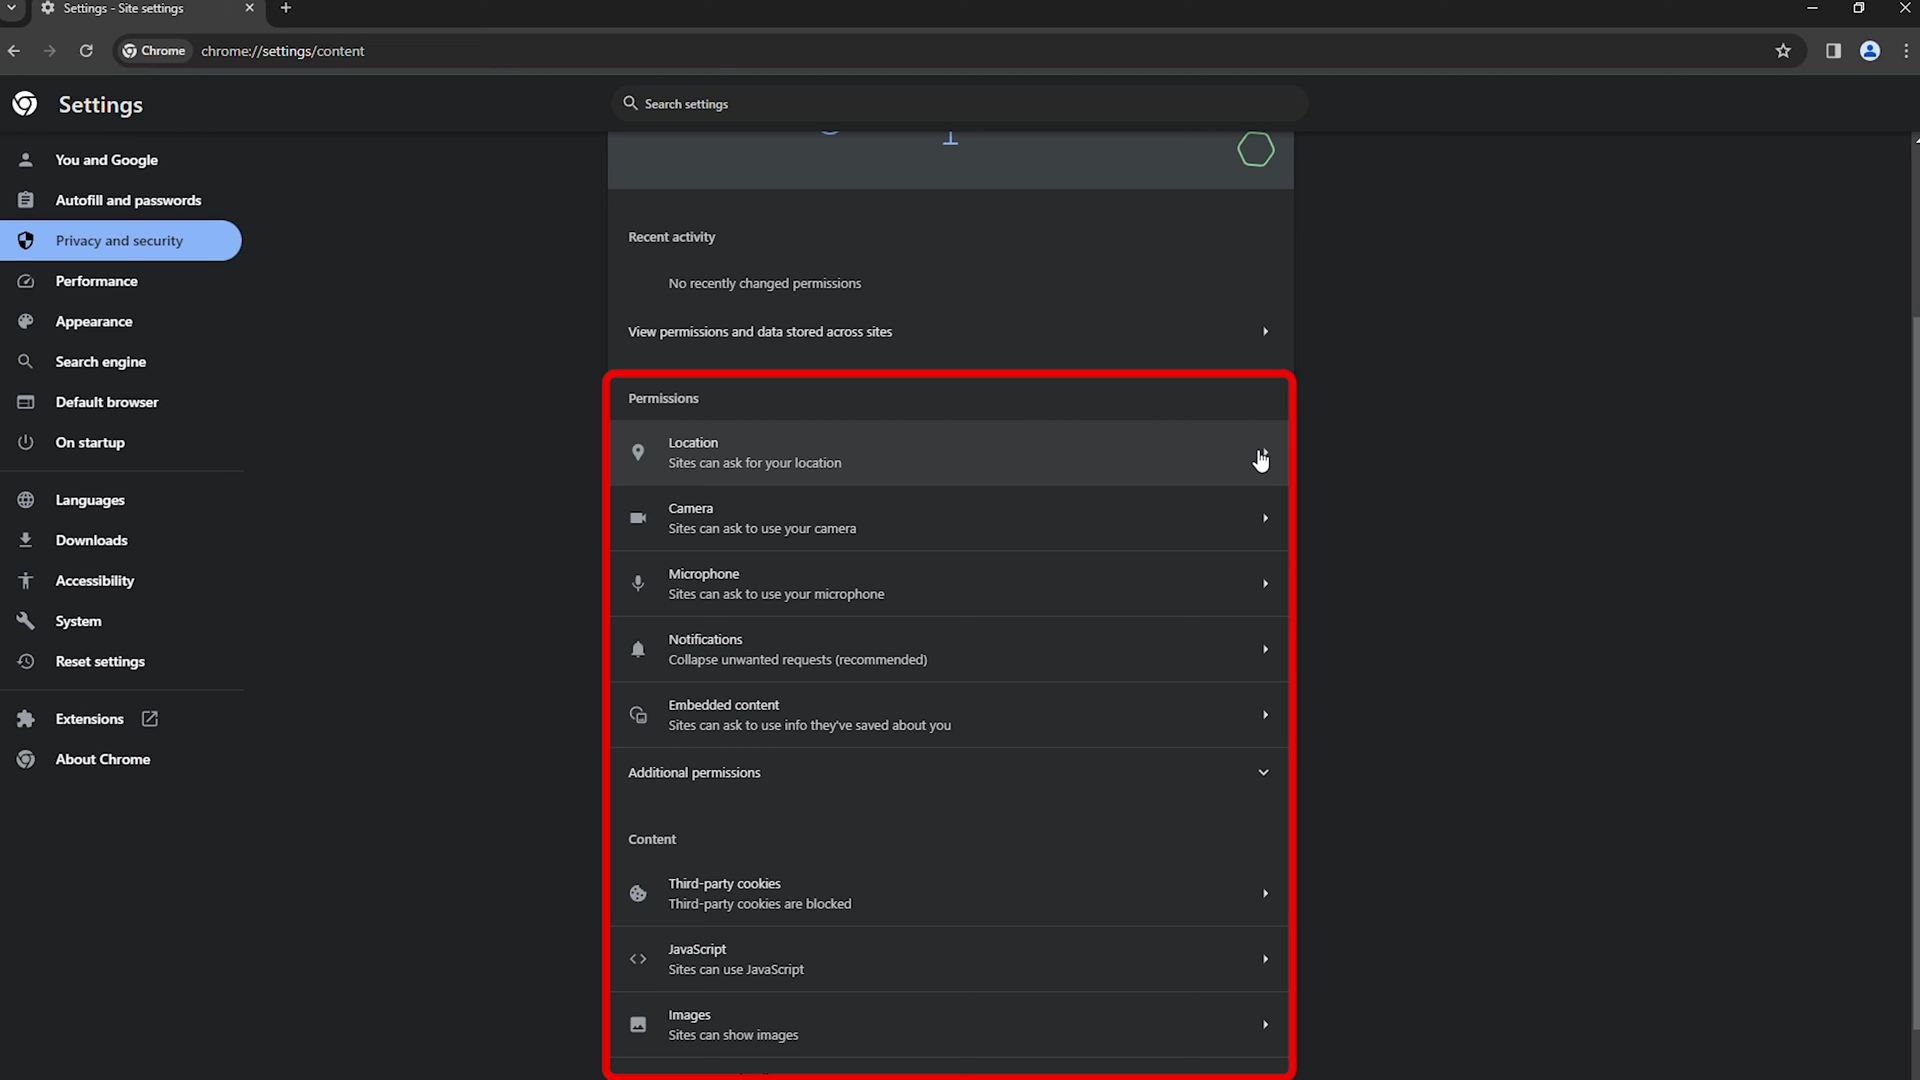 Settings - Site settings
Chrome
chrome://settings/content
Settings
Search settings
You and Google
Autofill and passwords
Privacy and security
Performance
Appearance
Search engine
Default browser
On startup
Languages
Downloads
Accessibility
System
Reset settings
Extensions
About Chrome
Recent activity
No recently changed permissions
View permissions and data stored across sites
Permissions
Location
Sites can ask for your location
Camera
Sites can ask to use your camera
Microphone
Sites can ask to use your microphone
Notifications
Collapse unwanted requests (recommended)
Embedded content
Sites can ask to use info they've saved about you
Additional permissions
Content
Third-party cookies
Third-party cookies are blocked
JavaScript
Sites can use JavaScript
Images
Sites can show images